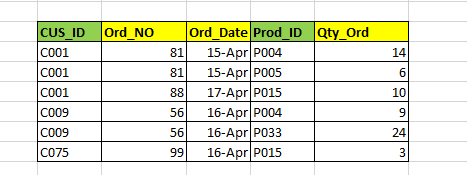 CUS_ID Ord_NO Ord_Date Prod_ID Qty_Ord
C001 81 15-Apr P004 14
C001 81 15-Apr P005 6
C001 88 17-Apr P015 10
C009 56 16-Apr P004 9
C009 56 16-Apr P033 24
C075 99 16-Apr P015 3